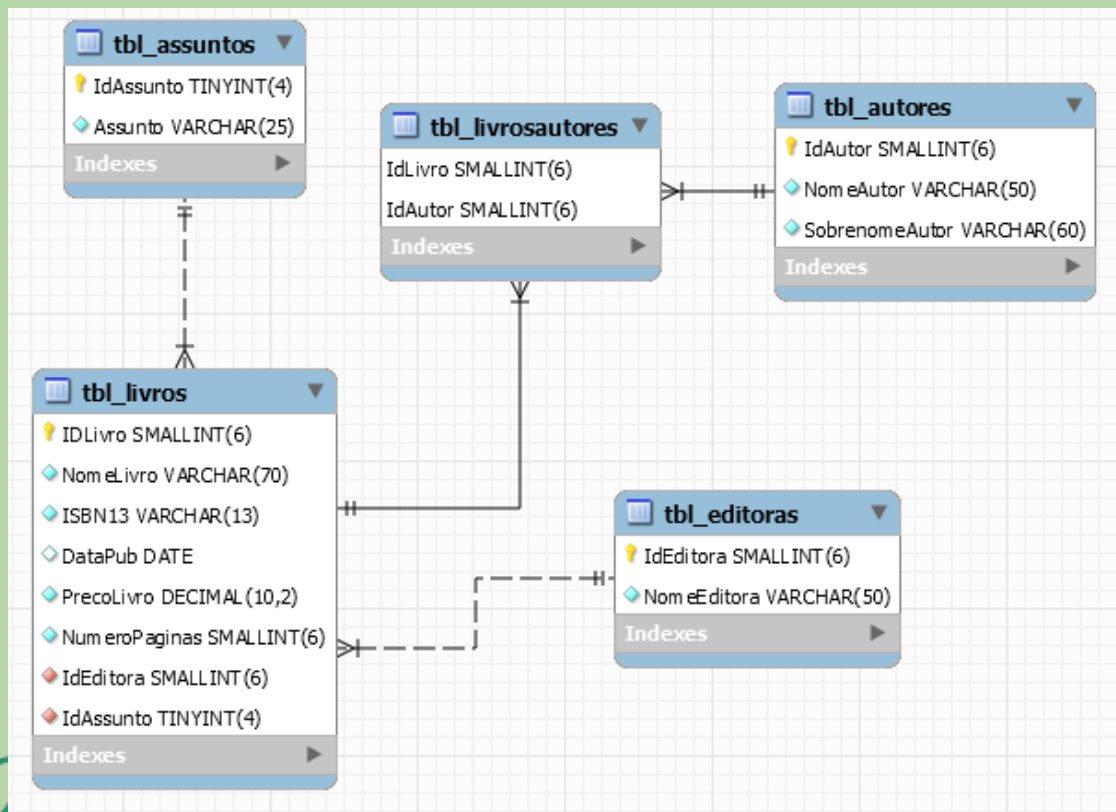 tbl_assuntos
IdAssunto TINYINT(4)
Assunto VARCHAR(25)
Indexes
tbl_livrosautores
IdLivro SMALLINT(6)
IdAutor SMALLINT(6)
Indexes
tbl_autores
IdAutor SMALLINT(6)
NomeAutor VARCHAR(50)
SobrenomeAutor VARCHAR(60)
Indexes
tbl_livros
IDLivro SMALLINT(6)
NomeLivro VARCHAR(70)
ISBN13 VARCHAR(13)
DataPub DATE
PrecoLivro DECIMAL(10,2)
NumeroPaginas SMALLINT(6)
IdEditora SMALLINT(6)
IdAssunto TINYINT(4)
Indexes
tbl_editoras
IdEditora SMALLINT(6)
NomeEditora VARCHAR(50)
Indexes